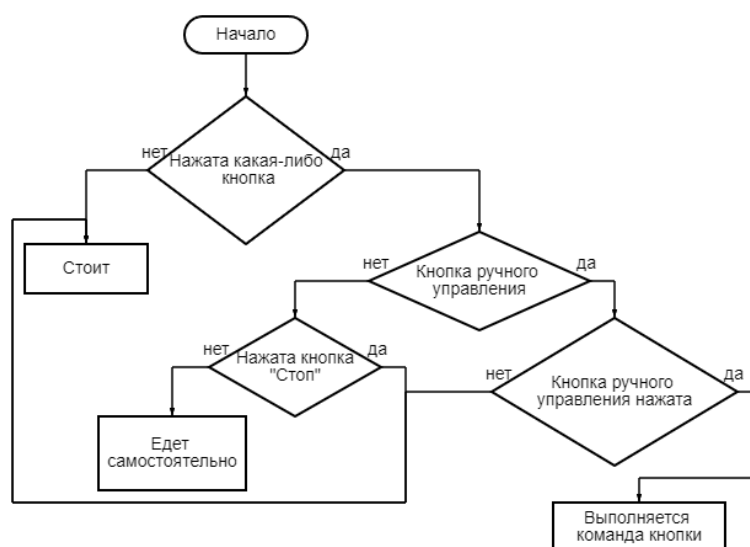 Начало
нет
да
Нажата какая-либо
кнопка
Стоит
нет
да
Кнопка ручного
управления
нет
да
Нажата кнопка
"Стоп"
нет
да
Кнопка ручного
управления нажата
Едет
самостоятельно
Выполняется
команда кнопки